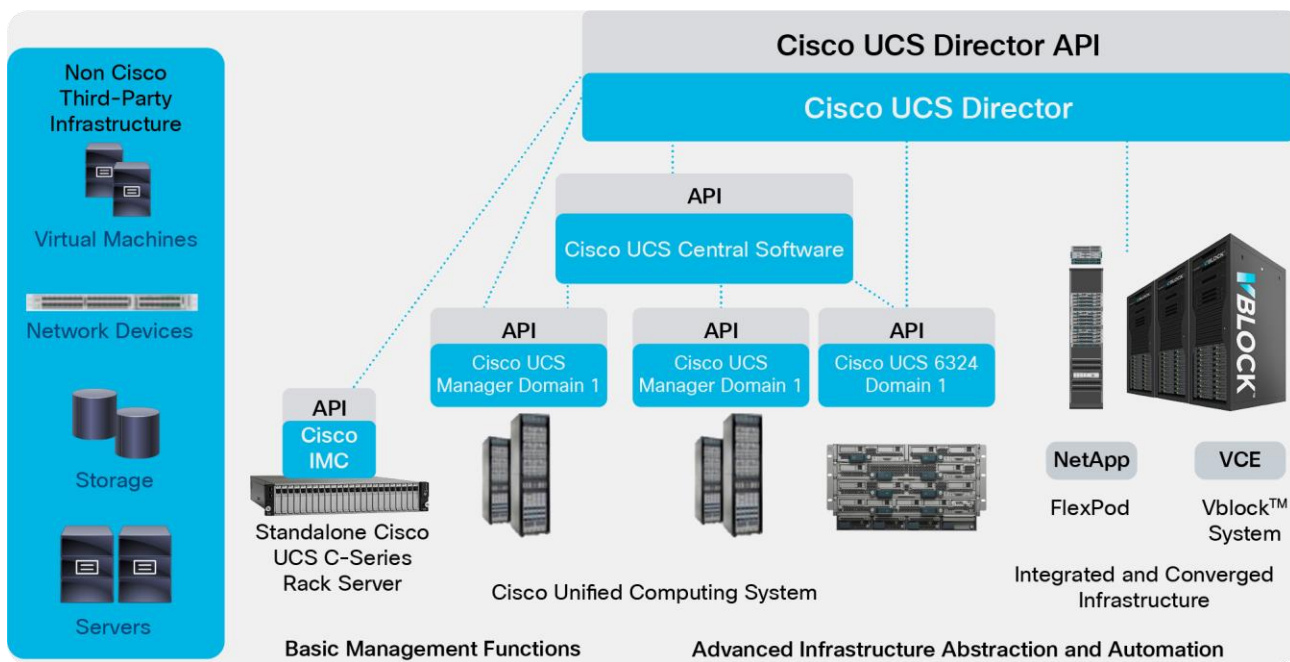 Cisco UCS Director API
Cisco UCS Director
Non Cisco
Third-Party
Infrastructure
Virtual Machines
Network Devices
Storage
Servers
API
Cisco UCS Central Software
API
Cisco UCS
Manager Domain 1
API
Cisco UCS
Manager Domain 1
API
Cisco UCS 6324
Domain 1
API
Cisco
IMC
Standalone Cisco
UCS C-Series
Rack Server
Cisco Unified Computing System
VBLOCK™
NetApp
FlexPod
VCE
Vblock™
System
Integrated and Converged
Infrastructure
Basic Management Functions
Advanced Infrastructure Abstraction and Automation